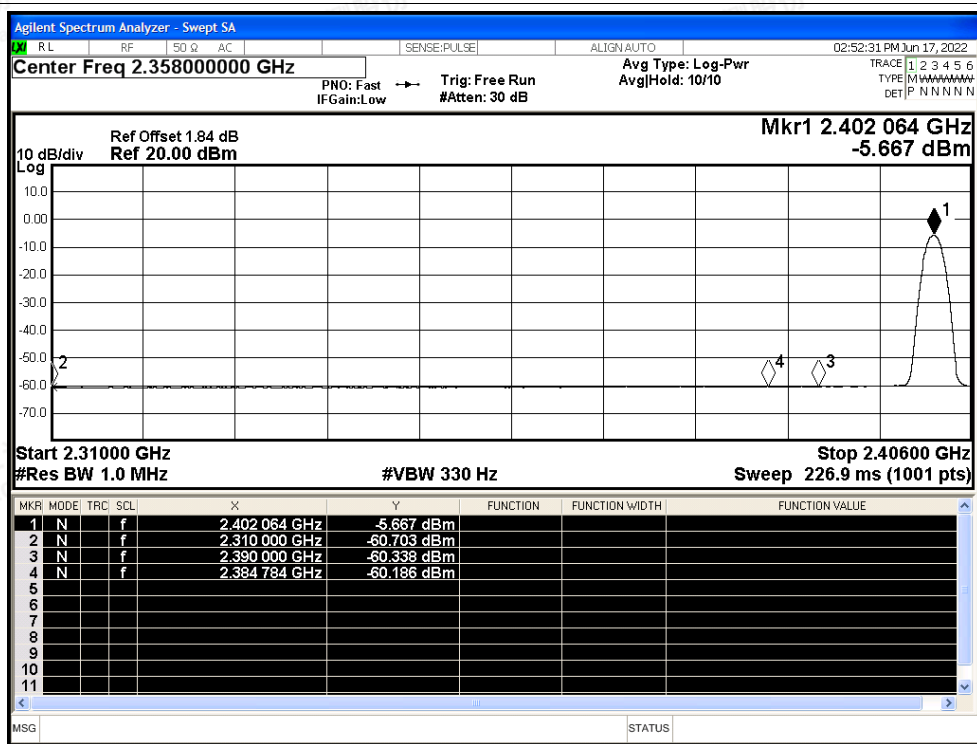 Agilent Spectrum Analyzer - Swept SA
LXI RL RF 50 Ω AC SENSE:PULSE ALIGN AUTO 02:52:31 PM Jun 17, 2022
Center Freq 2.358000000 GHz
PNO: Fast
IFGain:Low
Trig: Free Run
#Atten: 30 dB
Avg Type: Log-Pwr
Avg|Hold: 10/10
TRACE 1 2 3 4 5 6
TYPE MWWWWW
DET P N N N N N
Mkr1 2.402 064 GHz
-5.667 dBm
Ref Offset 1.84 dB
10 dB/div Ref 20.00 dBm
Log
10.0
0.00
-10.0
-20.0
-30.0
-40.0
-50.0
-60.0
-70.0
1
2
4
3
Start 2.31000 GHz Stop 2.40600 GHz
#Res BW 1.0 MHz #VBW 330 Hz Sweep 226.9 ms (1001 pts)
MKR MODE TRC SCL X Y FUNCTION FUNCTION WIDTH FUNCTION VALUE
1 N f 2.402 064 GHz -5.667 dBm
2 N f 2.310 000 GHz -60.703 dBm
3 N f 2.390 000 GHz -60.338 dBm
4 N f 2.384 784 GHz -60.186 dBm
5
6
7
8
9
10
11
MSG STATUS